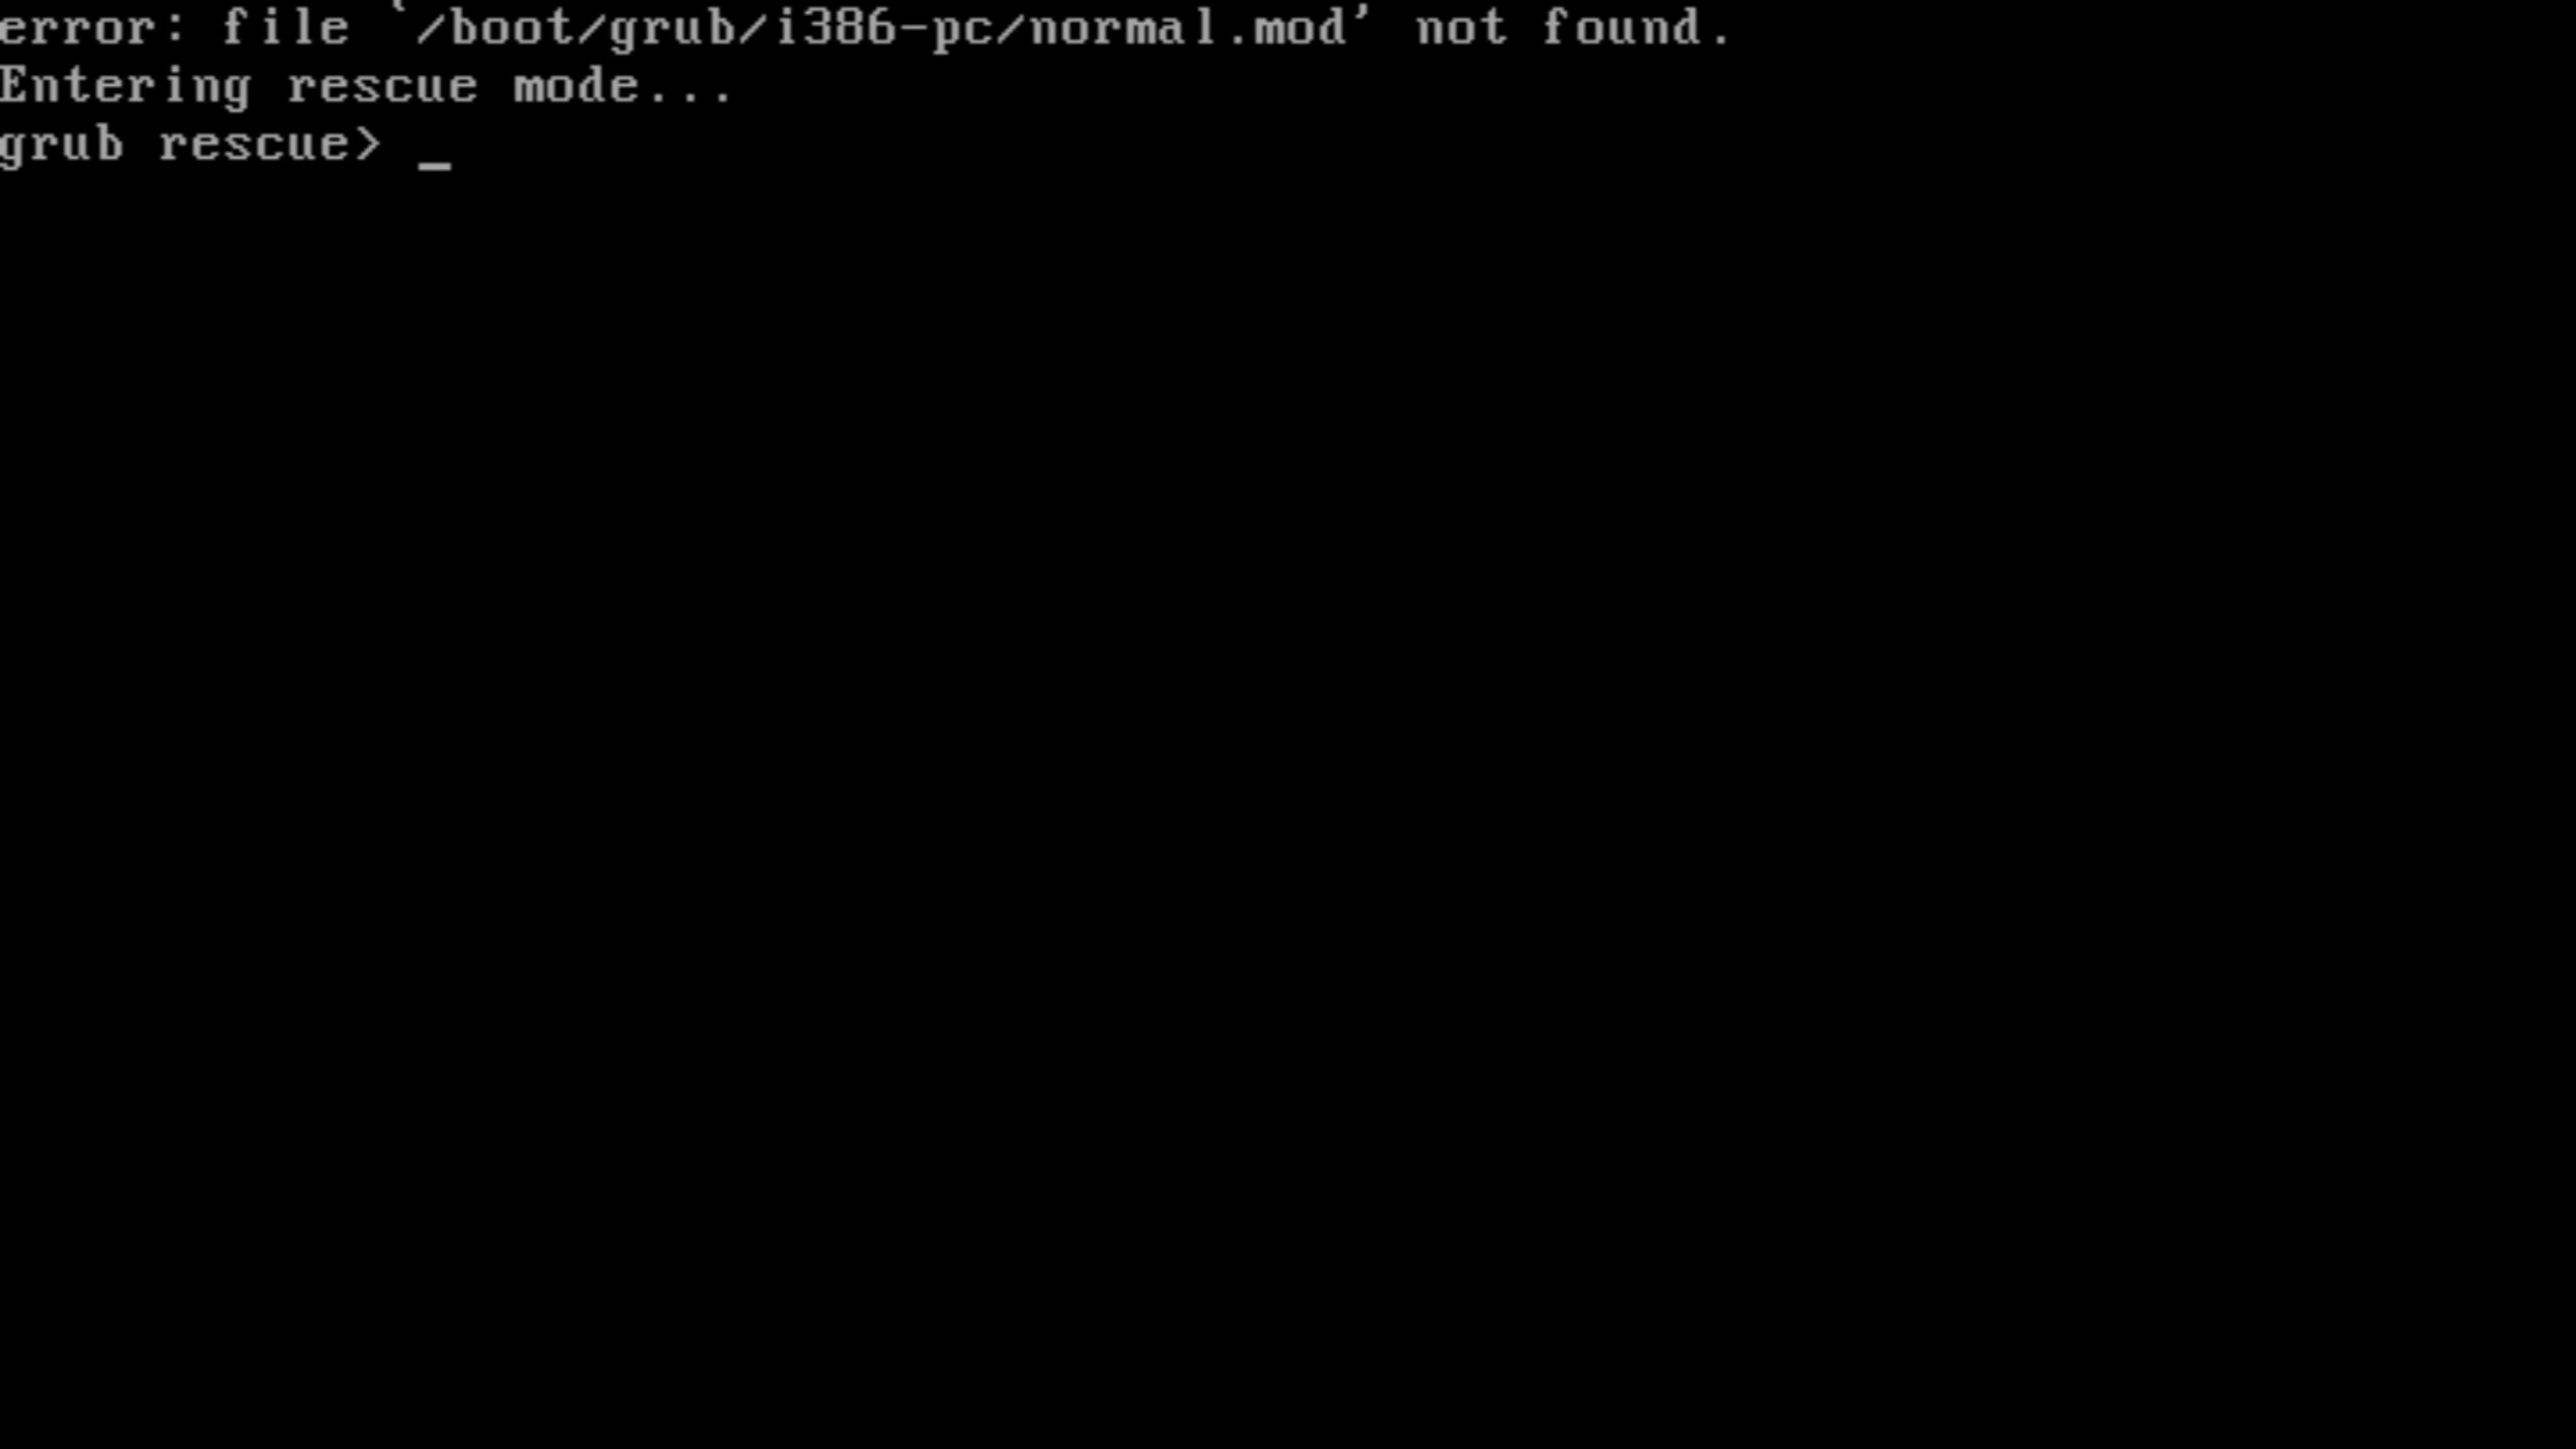 error: file `/boot/grub/i386-pc/normal.mod' not found.
Entering rescue mode...
grub rescue> _